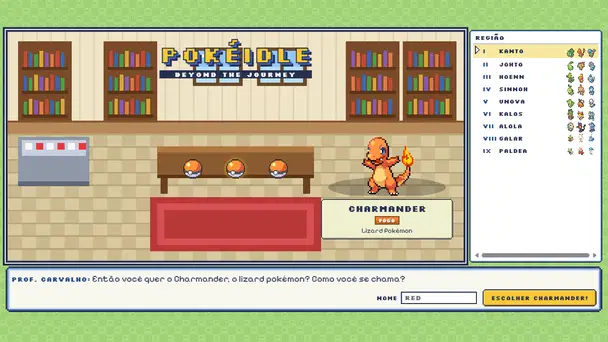 POKÉIDLE
BEYOND THE JOURNEY
CHARMANDER
FOGO
Lizard Pokémon
REGIÃO
I KANTO
II JOHTO
III HOENN
IV SINNOH
V UNOVA
VI KALOS
VII ALOLA
VIII GALAR
IX PALDEA
PROF. CARVALHO: Então você quer o Charmander, o lizard pokémon? Como você se chama?
NOME RED
ESCOLHER CHARMANDER!